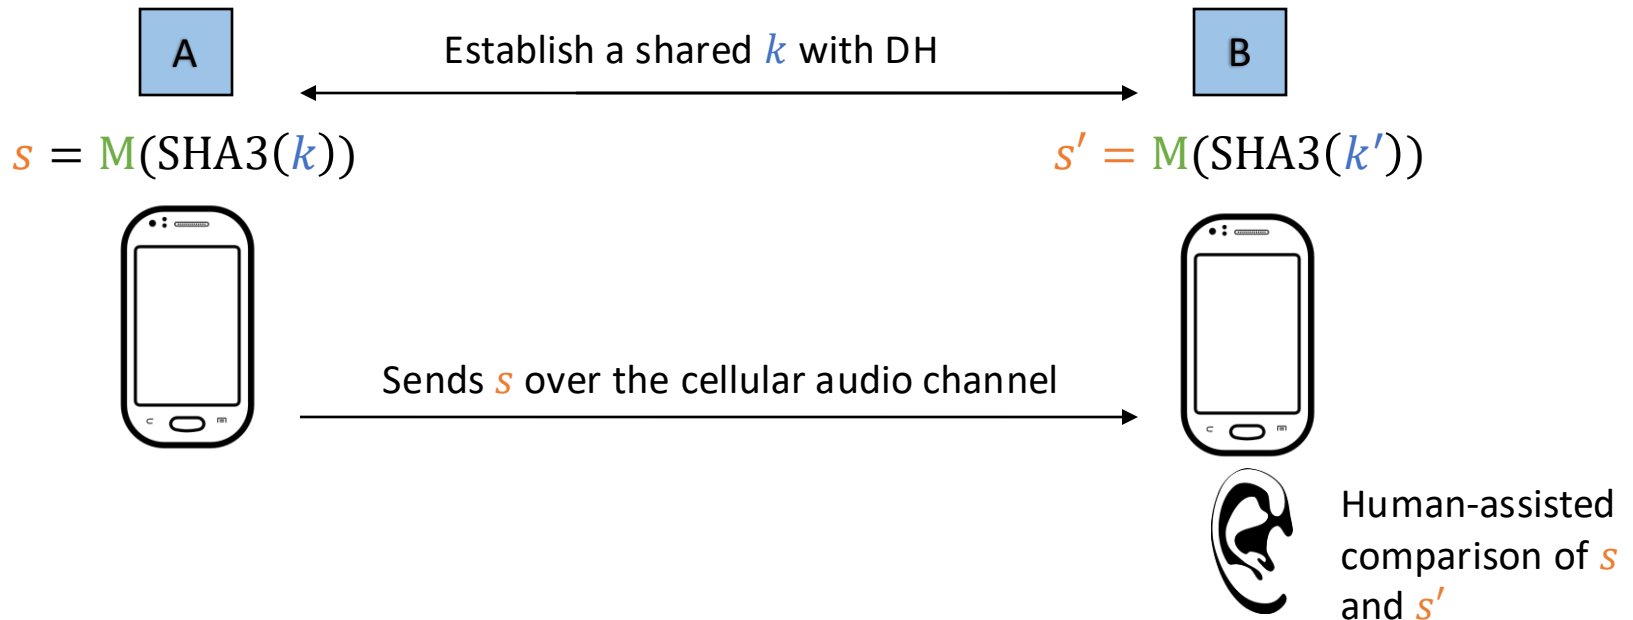 A
Establish a shared k with DH
B
s = M(SHA3(k))
s′ = M(SHA3(k′))
Sends s over the cellular audio channel
Human-assisted
comparison of s
and s′